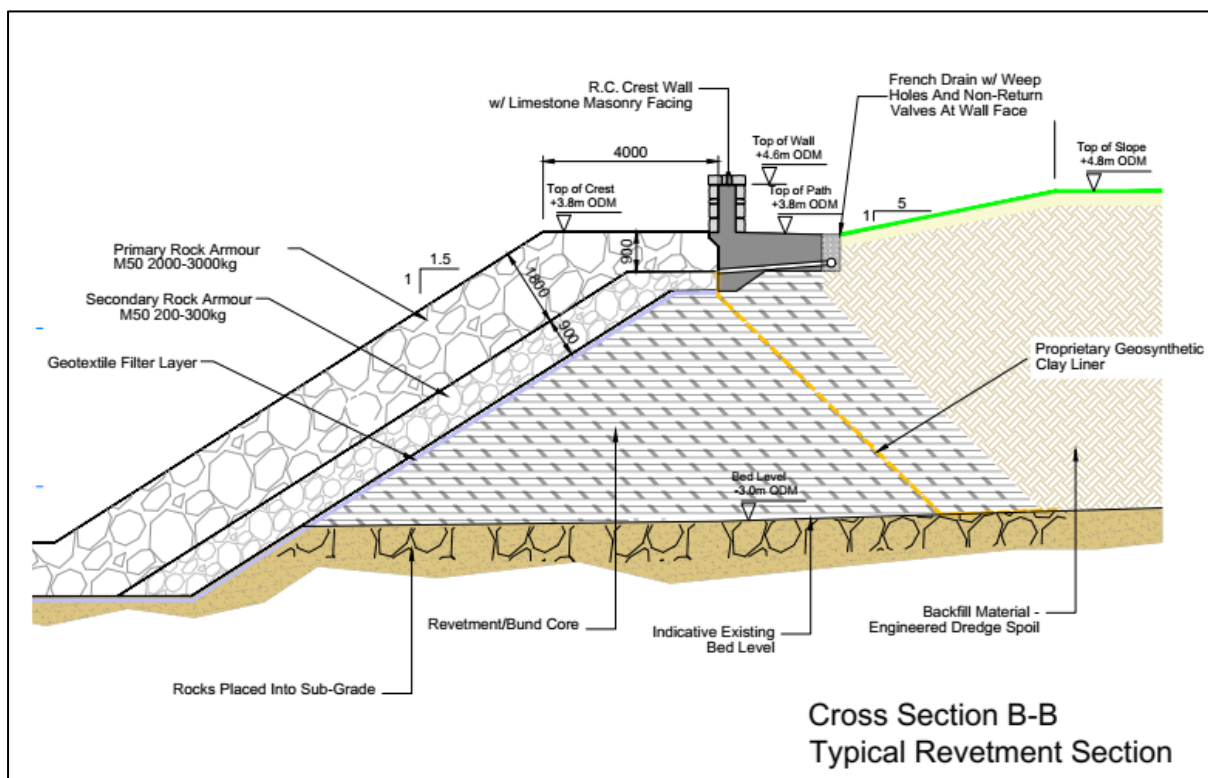 R.C. Crest Wall
w/ Limestone Masonry Facing
French Drain w/ Weep
Holes And Non-Return
Valves At Wall Face
4000
Top of Wall
+4.6m ODM
Top of Slope
+4.8m ODM
Top of Crest
+3.8m ODM
Top of Path
+3.8m ODM
5
1
Primary Rock Armour
M50 2000-3000kg
1.5
1
900
1800
900
Secondary Rock Armour
M50 200-300kg
Geotextile Filter Layer
Proprietary Geosynthetic
Clay Liner
Bed Level
-3.0m ODM
Revetment/Bund Core
Indicative Existing
Bed Level
Backfill Material -
Engineered Dredge Spoil
Rocks Placed Into Sub-Grade
Cross Section B-B
Typical Revetment Section